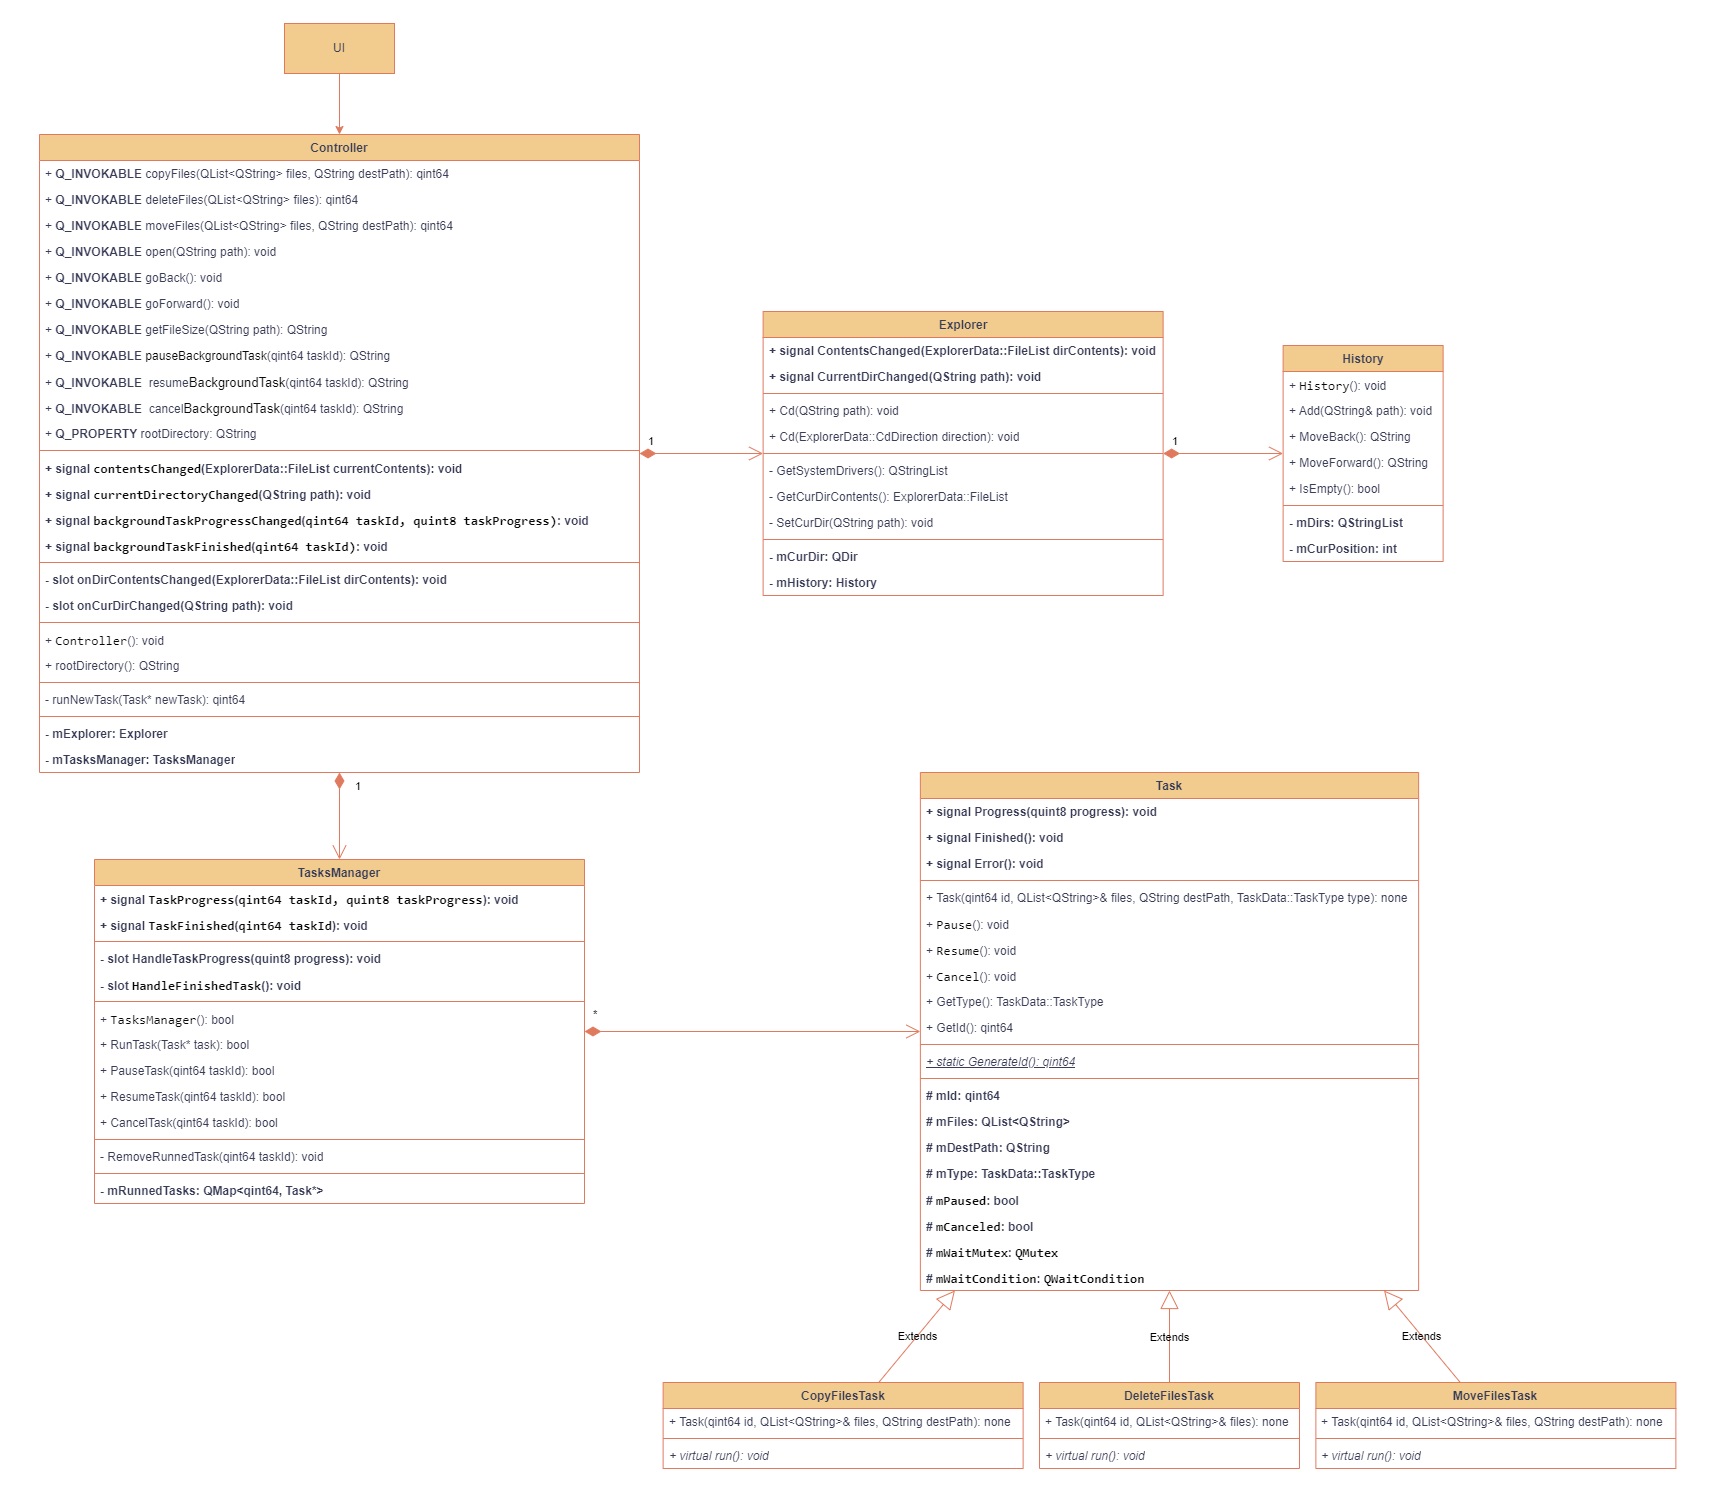 UI
Controller
+ Q_INVOKABLE copyFiles(QList<QString> files, QString destPath): qint64
+ Q_INVOKABLE deleteFiles(QList<QString> files): qint64
+ Q_INVOKABLE moveFiles(QList<QString> files, QString destPath): qint64
+ Q_INVOKABLE open(QString path): void
+ Q_INVOKABLE goBack(): void
+ Q_INVOKABLE goForward(): void
+ Q_INVOKABLE getFileSize(QString path): QString
+ Q_INVOKABLE pauseBackgroundTask(qint64 taskId): QString
+ Q_INVOKABLE resumeBackgroundTask(qint64 taskId): QString
+ Q_INVOKABLE cancelBackgroundTask(qint64 taskId): QString
+ Q_PROPERTY rootDirectory: QString
+ signal contentsChanged(ExplorerData::FileList currentContents): void
+ signal currentDirectoryChanged(QString path): void
+ signal backgroundTaskProgressChanged(qint64 taskId, quint8 taskProgress): void
+ signal backgroundTaskFinished(qint64 taskId): void
- slot onDirContentsChanged(ExplorerData::FileList dirContents): void
- slot onCurDirChanged(QString path): void
+ Controller(): void
+ rootDirectory(): QString
- runNewTask(Task* newTask): qint64
- mExplorer: Explorer
- mTasksManager: TasksManager
1
Explorer
+ signal ContentsChanged(ExplorerData::FileList dirContents): void
+ signal CurrentDirChanged(QString path): void
+ Cd(QString path): void
+ Cd(ExplorerData::CdDirection direction): void
- GetSystemDrivers(): QStringList
- GetCurDirContents(): ExplorerData::FileList
- SetCurDir(QString path): void
- mCurDir: QDir
- mHistory: History
1
History
+ History(): void
+ Add(QString& path): void
+ MoveBack(): QString
+ MoveForward(): QString
+ IsEmpty(): bool
- mDirs: QStringList
- mCurPosition: int
1
TasksManager
+ signal TaskProgress(qint64 taskId, quint8 taskProgress): void
+ signal TaskFinished(qint64 taskId): void
- slot HandleTaskProgress(quint8 progress): void
- slot HandleFinishedTask(): void
+ TasksManager(): bool
+ RunTask(Task* task): bool
+ PauseTask(qint64 taskId): bool
+ ResumeTask(qint64 taskId): bool
+ CancelTask(qint64 taskId): bool
- RemoveRunnedTask(qint64 taskId): void
- mRunnedTasks: QMap<qint64, Task*>
*
Task
+ signal Progress(quint8 progress): void
+ signal Finished(): void
+ signal Error(): void
+ Task(qint64 id, QList<QString>& files, QString destPath, TaskData::TaskType type): none
+ Pause(): void
+ Resume(): void
+ Cancel(): void
+ GetType(): TaskData::TaskType
+ GetId(): qint64
+ static GenerateId(): qint64
# mId: qint64
# mFiles: QList<QString>
# mDestPath: QString
# mType: TaskData::TaskType
# mPaused: bool
# mCanceled: bool
# mWaitMutex: QMutex
# mWaitCondition: QWaitCondition
Extends
Extends
Extends
CopyFilesTask
+ Task(qint64 id, QList<QString>& files, QString destPath): none
+ virtual run(): void
DeleteFilesTask
+ Task(qint64 id, QList<QString>& files): none
+ virtual run(): void
MoveFilesTask
+ Task(qint64 id, QList<QString>& files, QString destPath): none
+ virtual run(): void